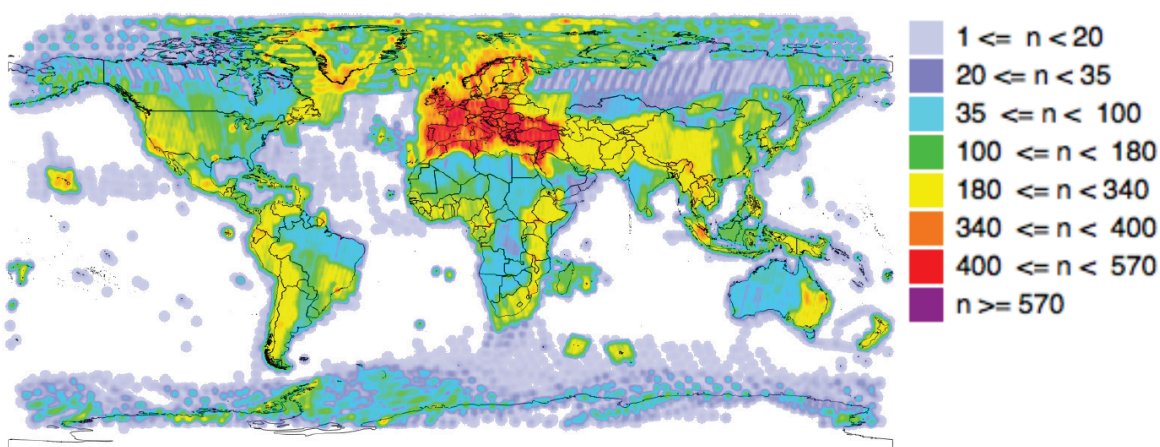 1 <= n < 20
20 <= n < 35
35 <= n < 100
100 <= n < 180
180 <= n < 340
340 <= n < 400
400 <= n < 570
n >= 570